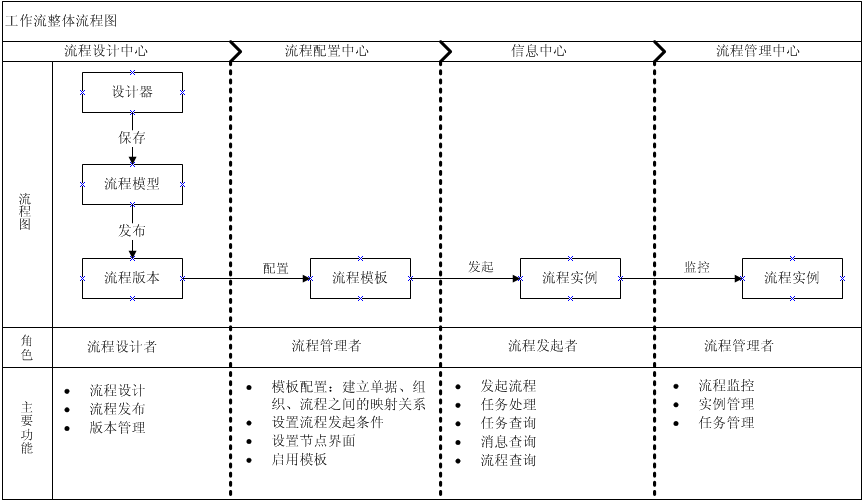 工作流整体流程图
流程设计中心
流程配置中心
信息中心
流程管理中心
流程图
设计器
保存
流程模型
发布
流程版本
配置
流程模板
发起
流程实例
监控
流程实例
角色
流程设计者
流程管理者
流程发起者
流程管理者
主要功能
● 流程设计
● 流程发布
● 版本管理
● 模板配置：建立单据、组
织、流程之间的映射关系
● 设置流程发起条件
● 设置节点界面
● 启用模板
● 发起流程
● 任务处理
● 任务查询
● 消息查询
● 流程查询
● 流程监控
● 实例管理
● 任务管理